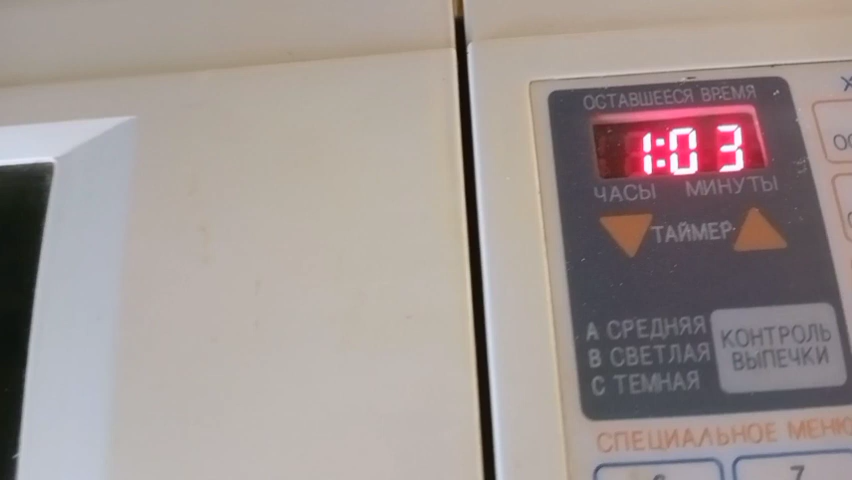 ОСТАВШЕЕСЯ ВРЕМЯ
1:03
ЧАСЫ МИНУТЫ
ТАЙМЕР
А СРЕДНЯЯ
В СВЕТЛАЯ
С ТЕМНАЯ
КОНТРОЛЬ
ВЫПЕЧКИ
СПЕЦИАЛЬНОЕ МЕНЮ
6 7